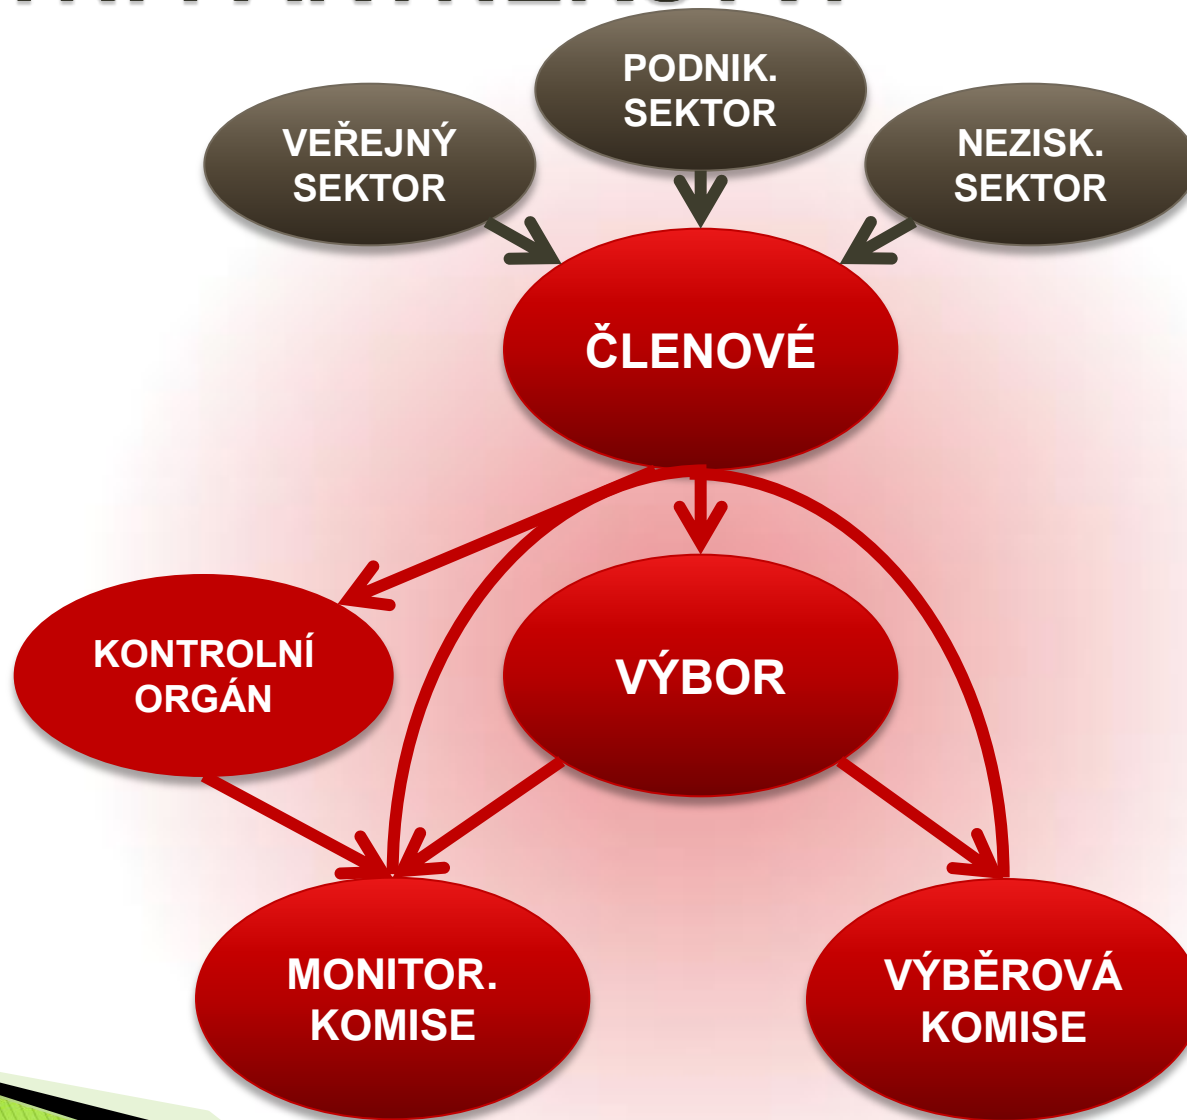 PODNIK.
SEKTOR
VEŘEJNÝ
SEKTOR
NEZISK.
SEKTOR
ČLENOVÉ
KONTROLNÍ
ORGÁN
VÝBOR
MONITOR.
KOMISE
VÝBĚROVÁ
KOMISE